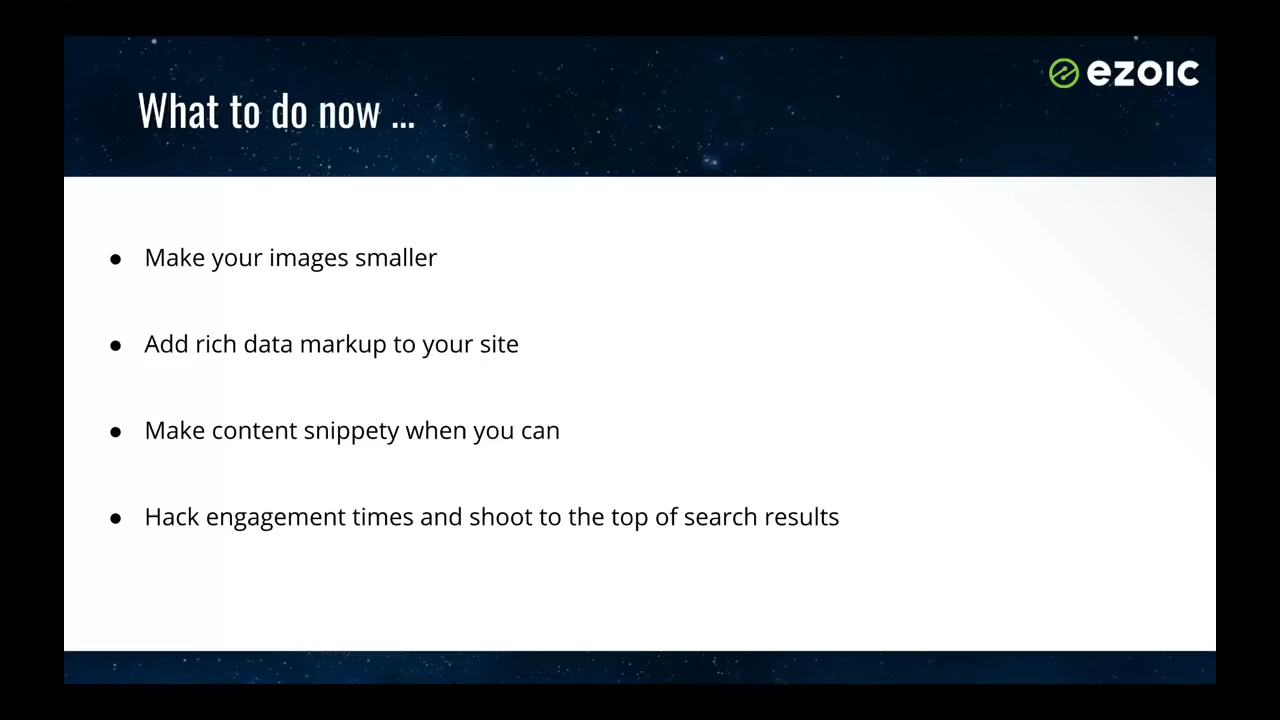 ezoic
What to do now ...
● Make your images smaller
● Add rich data markup to your site
● Make content snippety when you can
● Hack engagement times and shoot to the top of search results